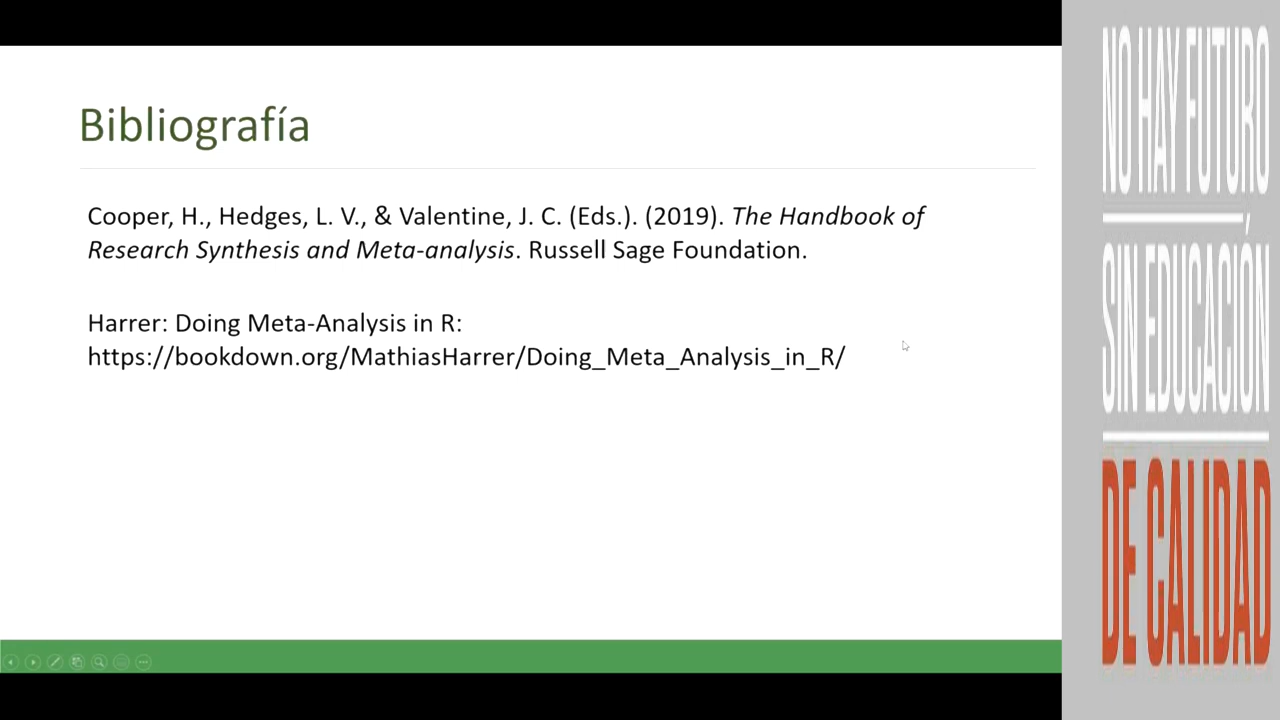 Bibliografía
Cooper, H., Hedges, L. V., & Valentine, J. C. (Eds.). (2019). The Handbook of
Research Synthesis and Meta-analysis. Russell Sage Foundation.
Harrer: Doing Meta-Analysis in R:
https://bookdown.org/MathiasHarrer/Doing_Meta_Analysis_in_R/
NO HAY FUTURO
SIN EDUCACIÓN
DE CALIDAD